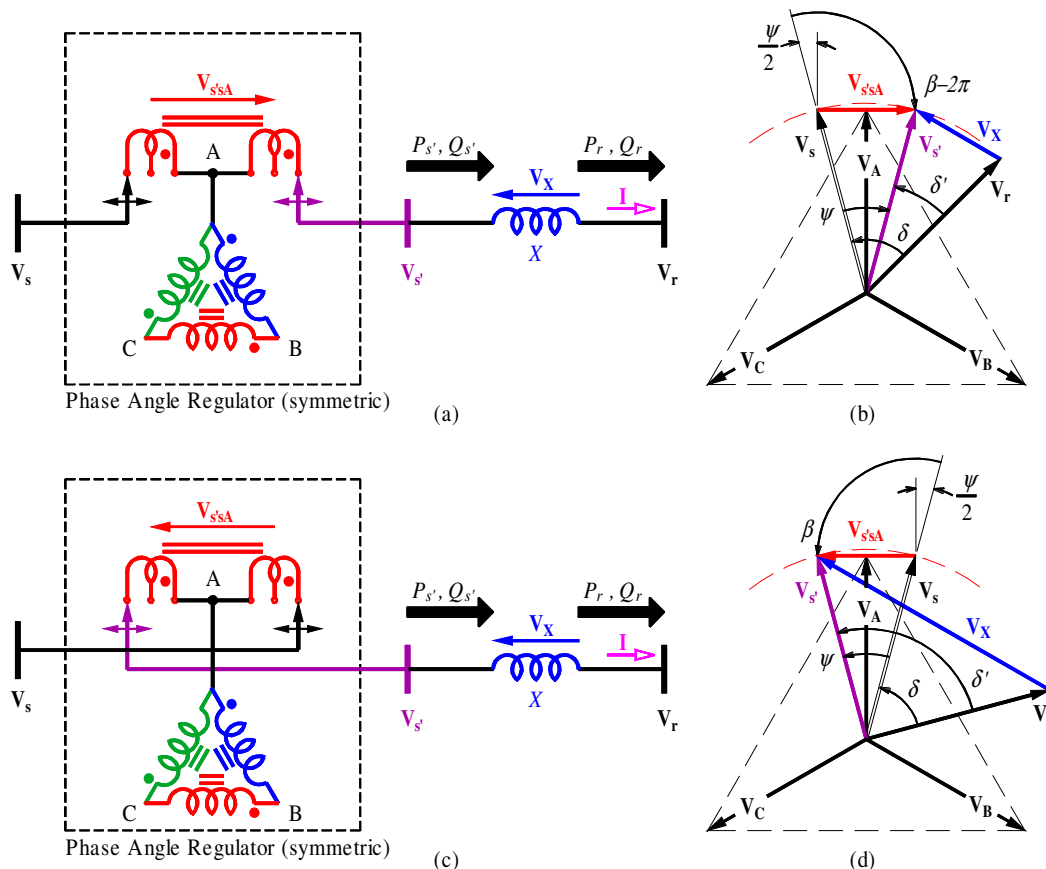 V_s'sA
A
C
B
V_s
P_s', Q_s'
P_r, Q_r
V_X
I
X
V_s'
V_r
Phase Angle Regulator (symmetric)
(a)
ψ/2
β−2π
V_s'sA
V_s
V_s'
V_X
V_A
V_r
δ'
ψ
δ
V_C
V_B
(b)
V_s'sA
A
C
B
V_s
P_s', Q_s'
P_r, Q_r
V_X
I
X
V_s'
V_r
Phase Angle Regulator (symmetric)
(c)
ψ/2
β
V_s'sA
V_s'
V_s
V_A
V_X
ψ
δ'
δ
V
V_C
V_B
(d)